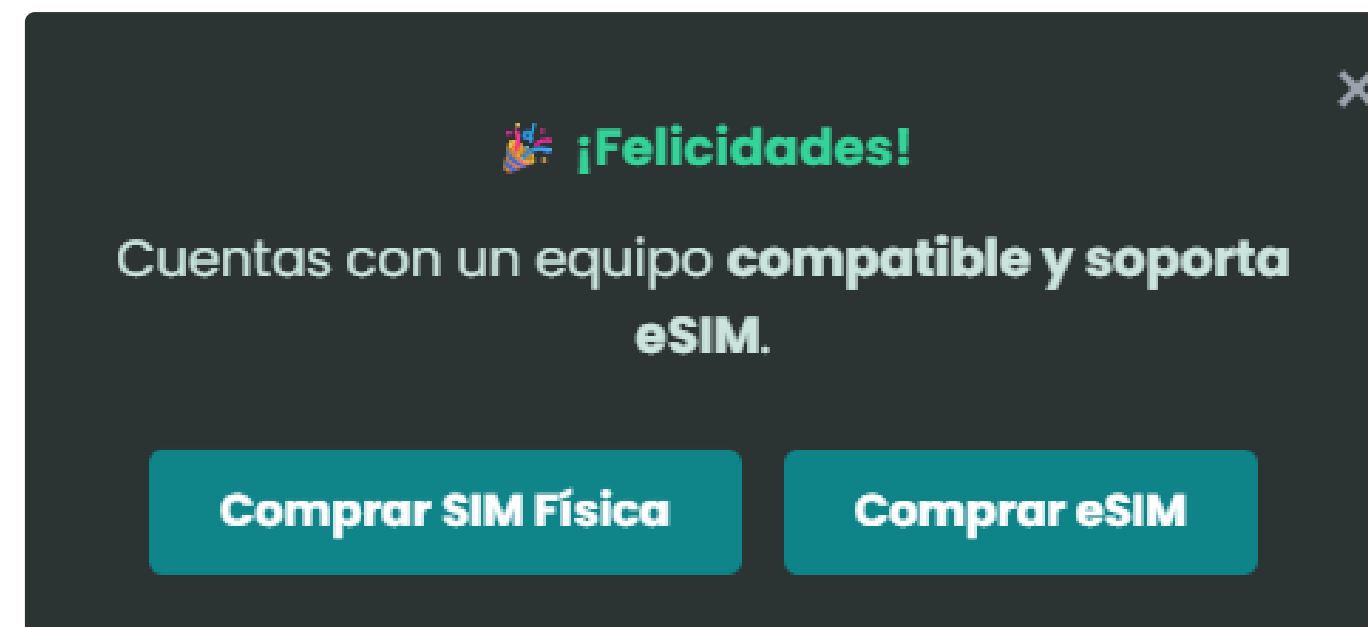 🎉 ¡Felicidades!
Cuentas con un equipo compatible y soporta
eSIM.
Comprar SIM Física
Comprar eSIM